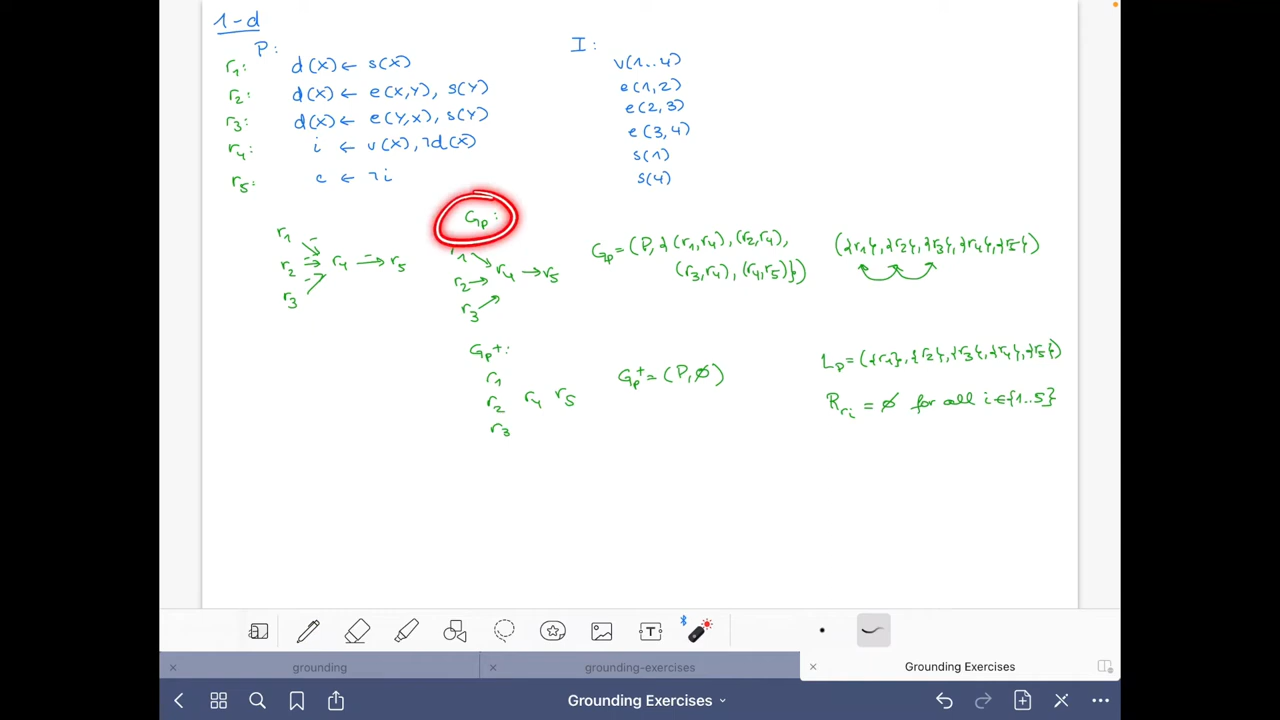 1-d
P:
I:
r₁: d(X) ← s(X)
v(1..4)
r₂: d(X) ← e(X,Y), s(Y)
e(1,2)
r₃: d(X) ← e(Y,X), s(Y)
e(2,3)
r₄: i ← v(X), ¬d(X)
e(3,4)
r₅: c ← ¬i
s(1)
s(4)
r₁ -
r₂ - r₄ - r₅
r₃ -
Gₚ:
r₁
r₂ → r₄ → r₅
r₃
Gₚ = (P, {(r₁,r₄), (r₂,r₄),
(r₃,r₄), (r₄,r₅)})
({r₁}, {r₂}, {r₃}, {r₄}, {r₅})
Gₚ⁺:
r₁
r₂ r₄ r₅
r₃
Gₚ⁺ = (P, ∅)
Lₚ = ({r₁}, {r₂}, {r₃}, {r₄}, {r₅})
Rᵣᵢ = ∅ for all i ∈ {1..5}
T
grounding
grounding-exercises
Grounding Exercises
Grounding Exercises